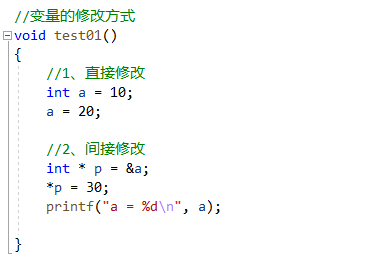 //变量的修改方式
void test01()
{
//1、直接修改
int a = 10;
a = 20;
//2、间接修改
int * p = &a;
*p = 30;
printf("a = %d\n", a);
}